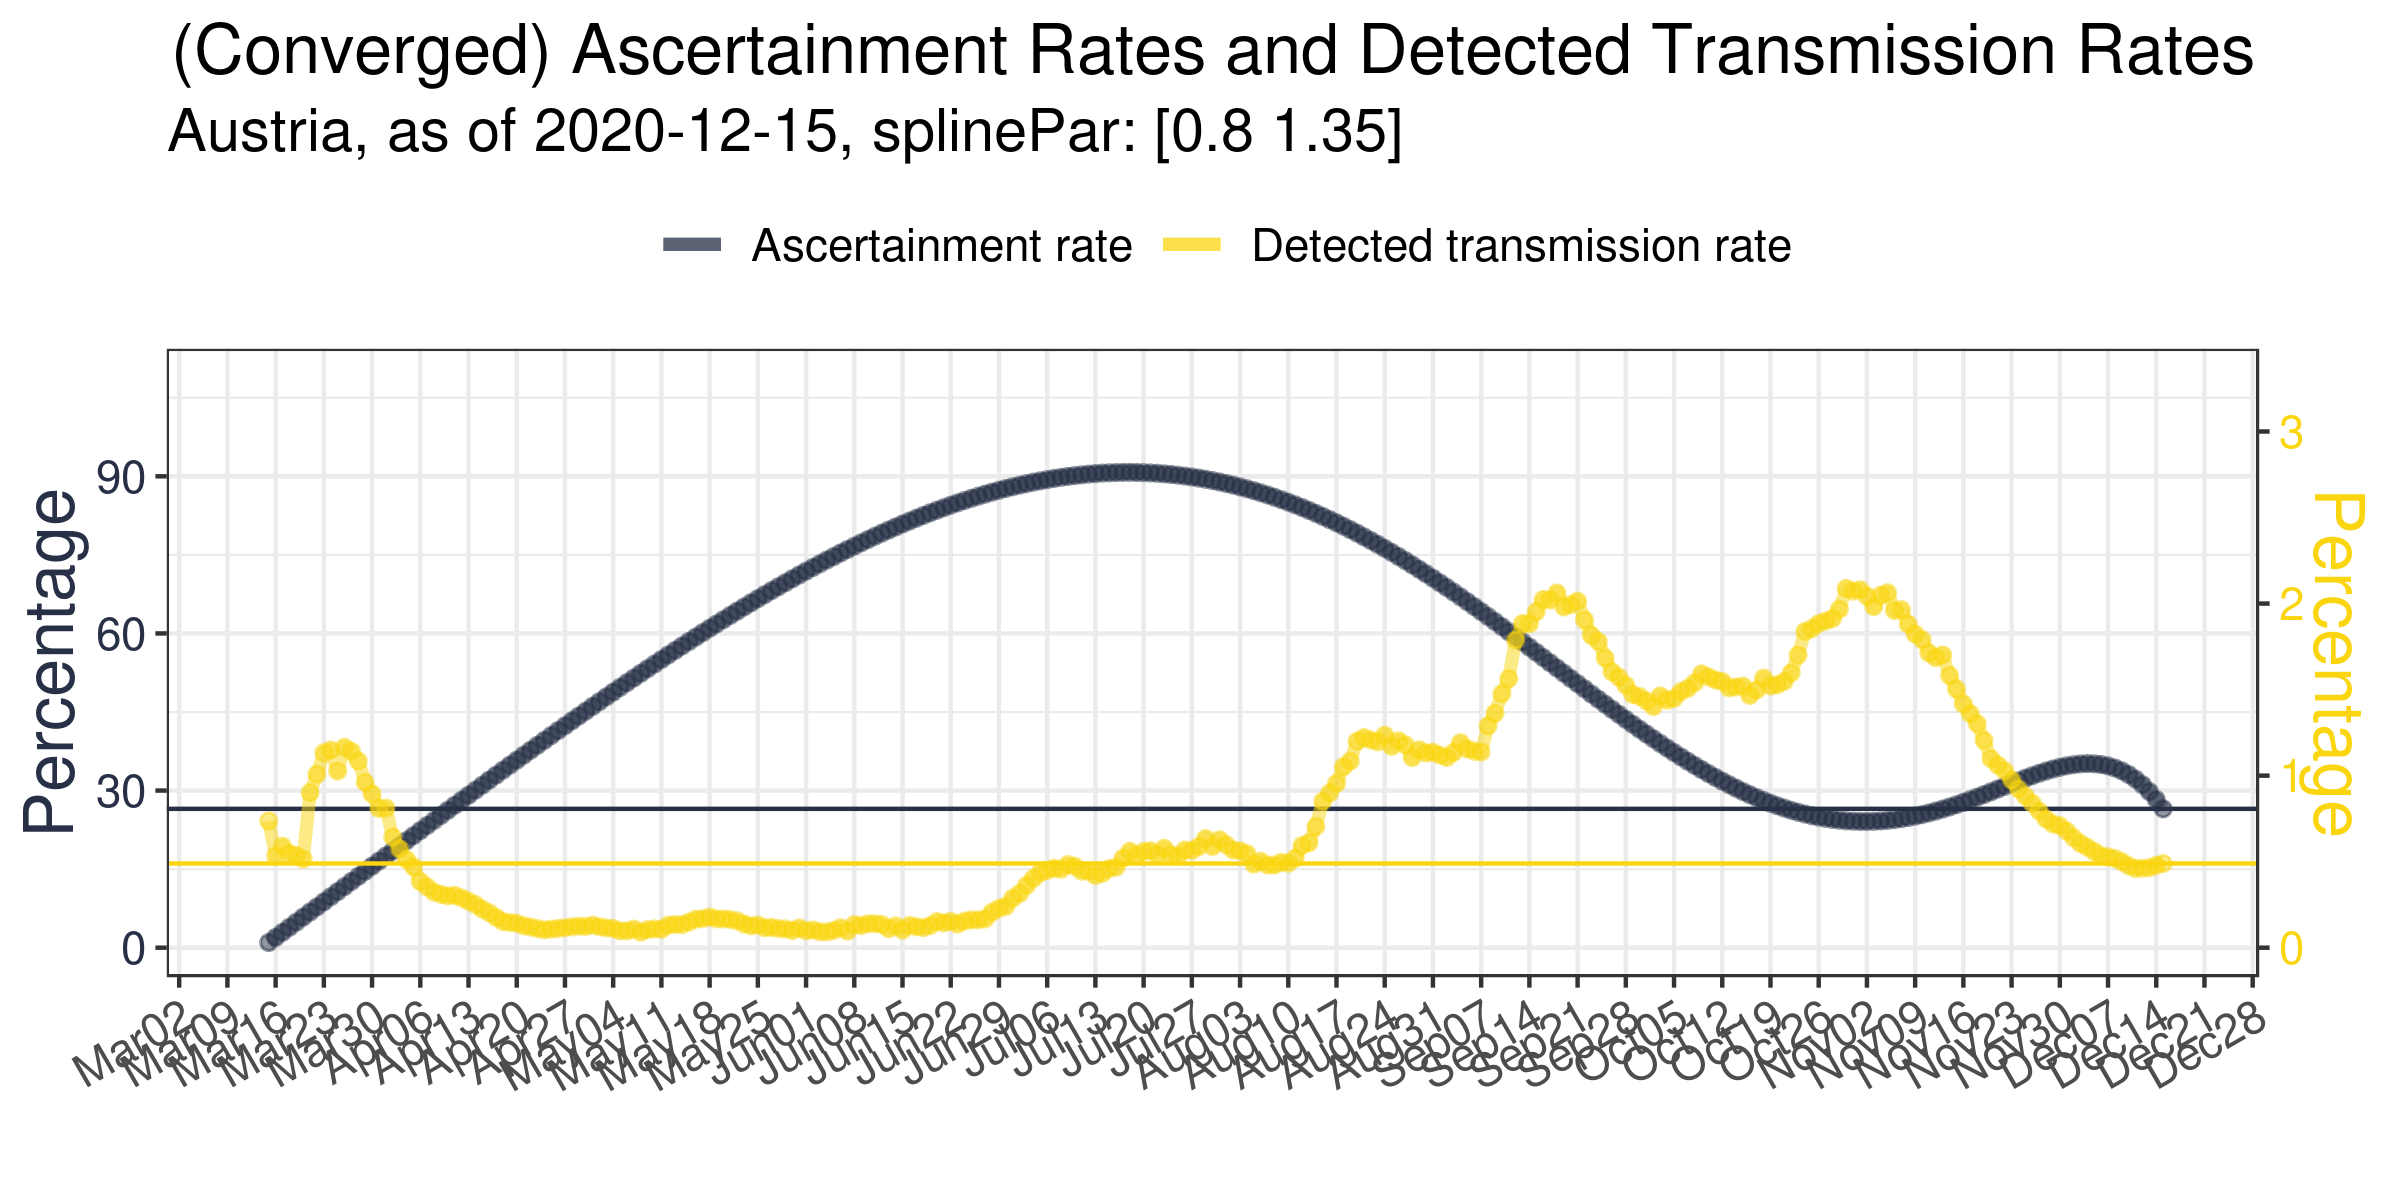 (Converged) Ascertainment Rates and Detected Transmission Rates
Austria, as of 2020-12-15, splinePar: [0.8 1.35]
Ascertainment rate Detected transmission rate
Percentage
90
60
30
0
3
2
1
0
Percentage
Mar02 Mar09 Mar16 Mar23 Mar30 Apr06 Apr13 Apr20 Apr27 May04 May11 May18 May25 Jun01 Jun08 Jun15 Jun22 Jun29 Jul06 Jul13 Jul20 Jul27 Aug03 Aug10 Aug17 Aug24 Aug31 Sep07 Sep14 Sep21 Sep28 Oct05 Oct12 Oct19 Oct26 Nov02 Nov09 Nov16 Nov23 Nov30 Dec07 Dec14 Dec21 Dec28